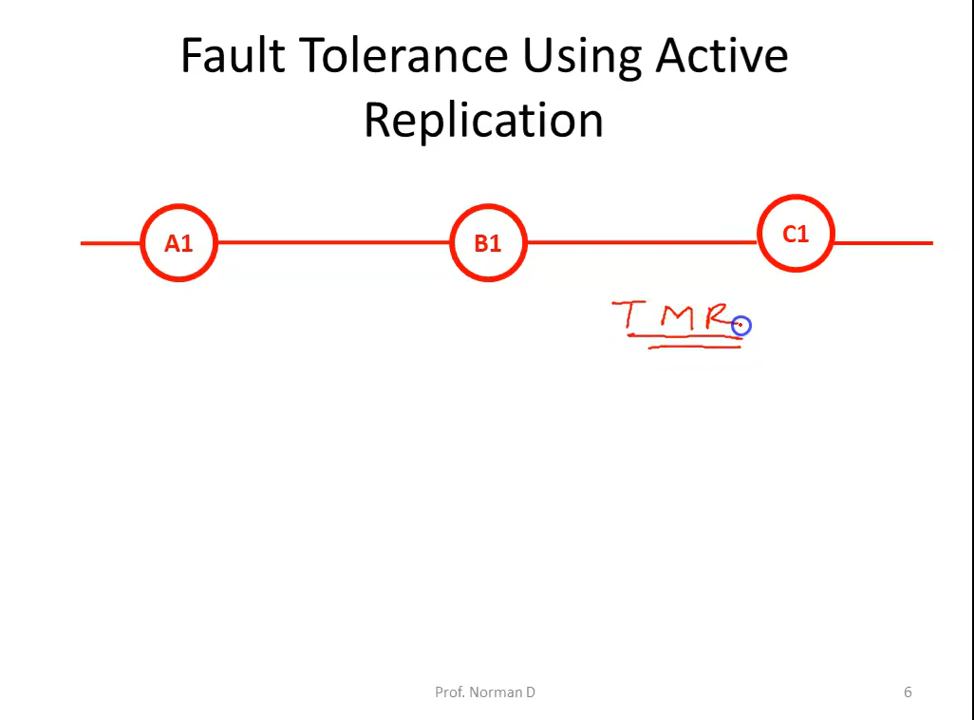 Fault Tolerance Using Active
Replication
A1 B1 C1
TMR
Prof. Norman D 6